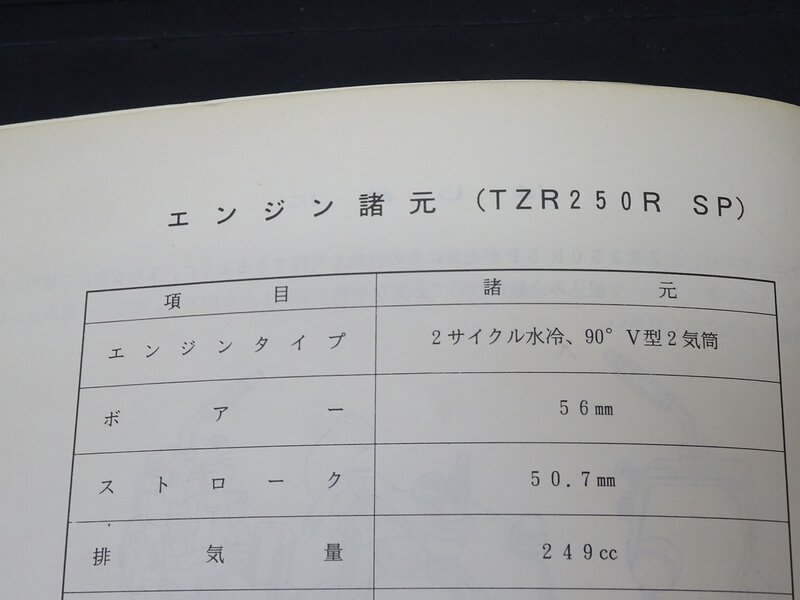 エンジン諸元(TZR250R SP)
項目 諸元
エンジンタイプ 2サイクル水冷、90°V型2気筒
ボアー 56mm
ストローク 50.7mm
排気量 249cc